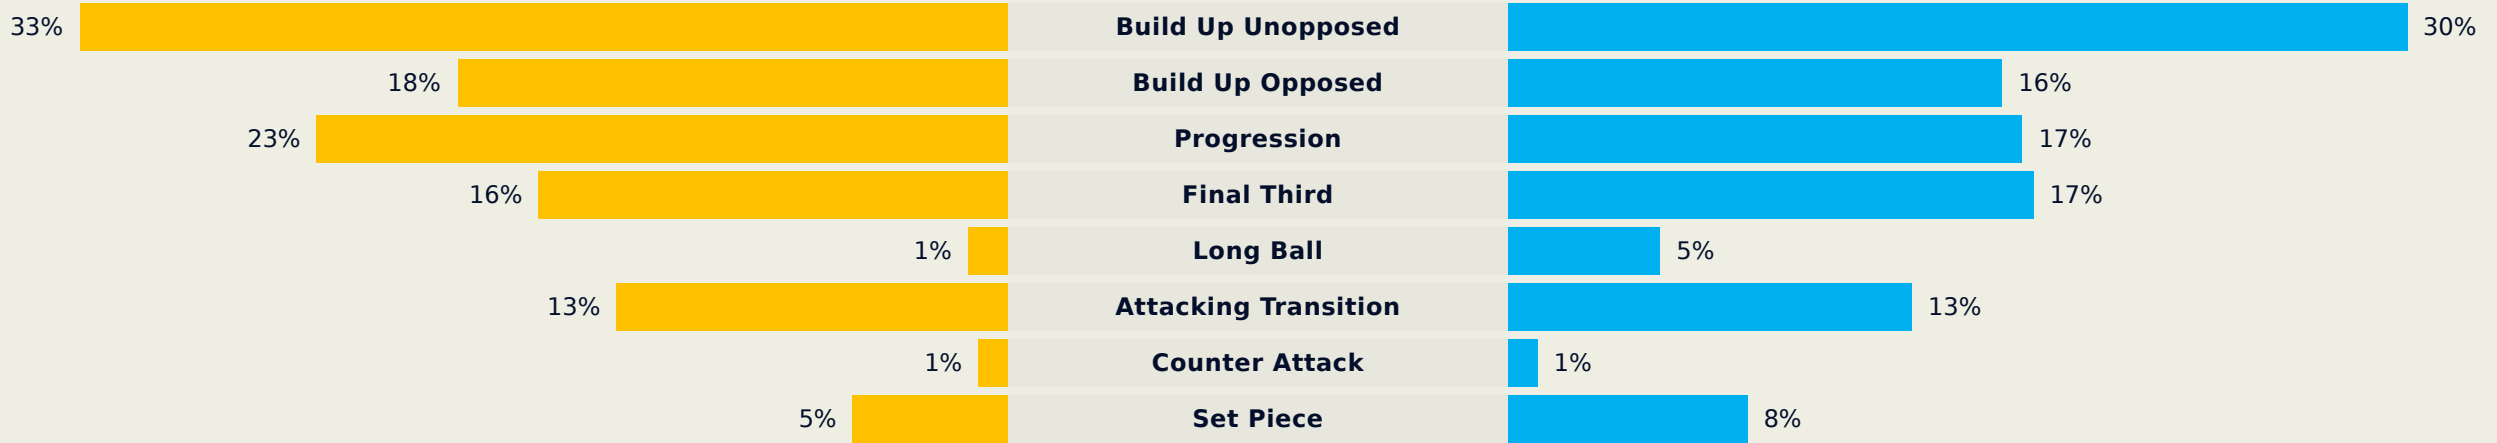 33% Build Up Unopposed 30%
18% Build Up Opposed 16%
23% Progression 17%
16% Final Third 17%
1% Long Ball 5%
13% Attacking Transition 13%
1% Counter Attack 1%
5% Set Piece 8%